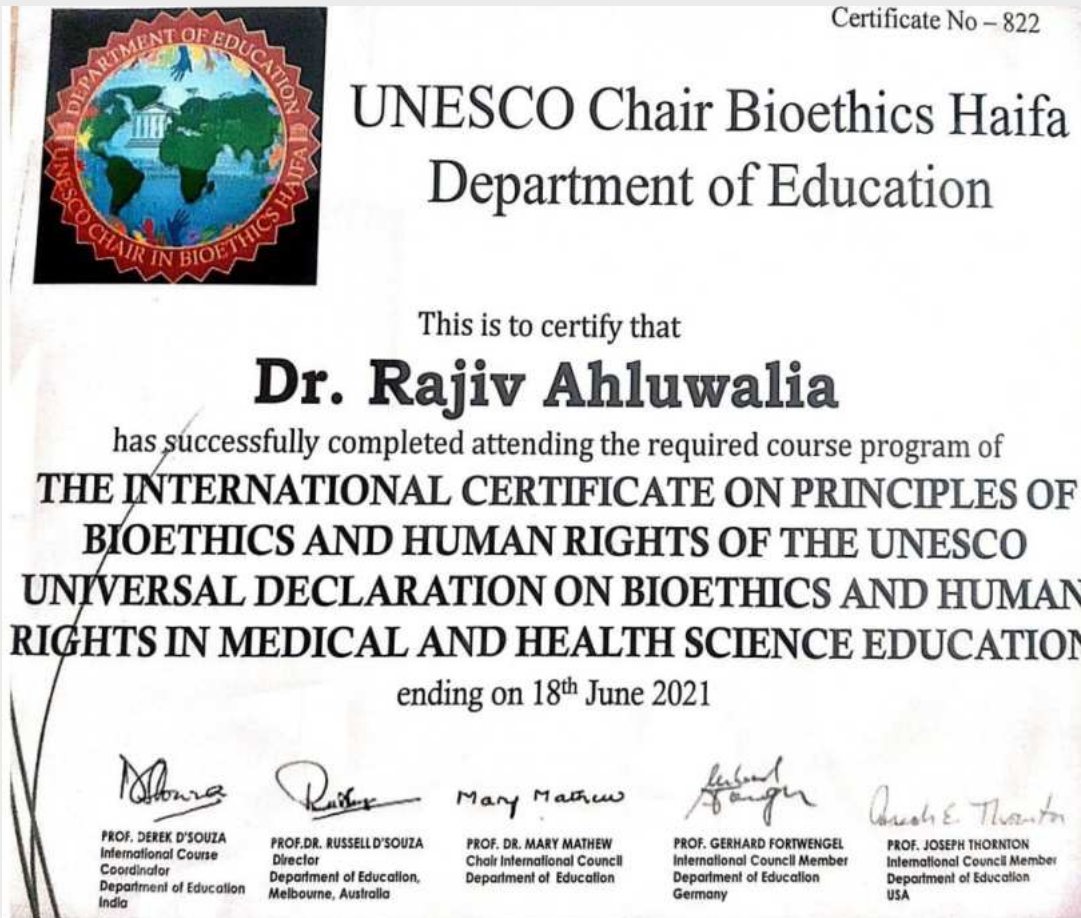 Certificate No – 822
DEPARTMENT OF EDUCATION
UNESCO CHAIR IN BIOETHICS HAIFA
UNESCO Chair Bioethics Haifa
Department of Education
This is to certify that
Dr. Rajiv Ahluwalia
has successfully completed attending the required course program of
THE INTERNATIONAL CERTIFICATE ON PRINCIPLES OF
BIOETHICS AND HUMAN RIGHTS OF THE UNESCO
UNIVERSAL DECLARATION ON BIOETHICS AND HUMAN
RIGHTS IN MEDICAL AND HEALTH SCIENCE EDUCATION
ending on 18th June 2021
Mary Mathew
PROF. DEREK D'SOUZA
International Course
Coordinator
Department of Education
India
PROF.DR. RUSSELL D'SOUZA
Director
Department of Education,
Melbourne, Australia
PROF. DR. MARY MATHEW
Chair International Council
Department of Education
PROF. GERHARD FORTWENGEL
International Council Member
Department of Education
Germany
Joseph E. Thornton
PROF. JOSEPH THORNTON
International Council Member
Department of Education
USA